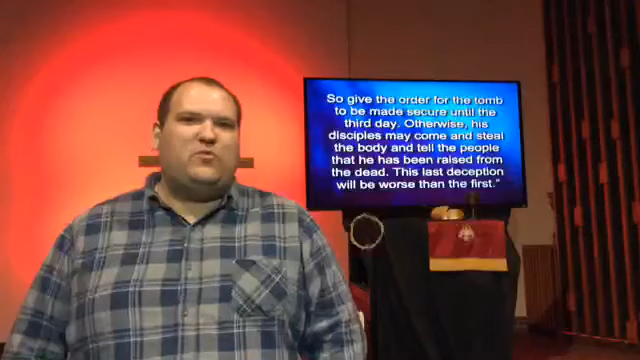 So give the order for the tomb
to be made secure until the
third day. Otherwise, his
disciples may come and steal
the body and tell the people
that he has been raised from
the dead. This last deception
will be worse than the first."